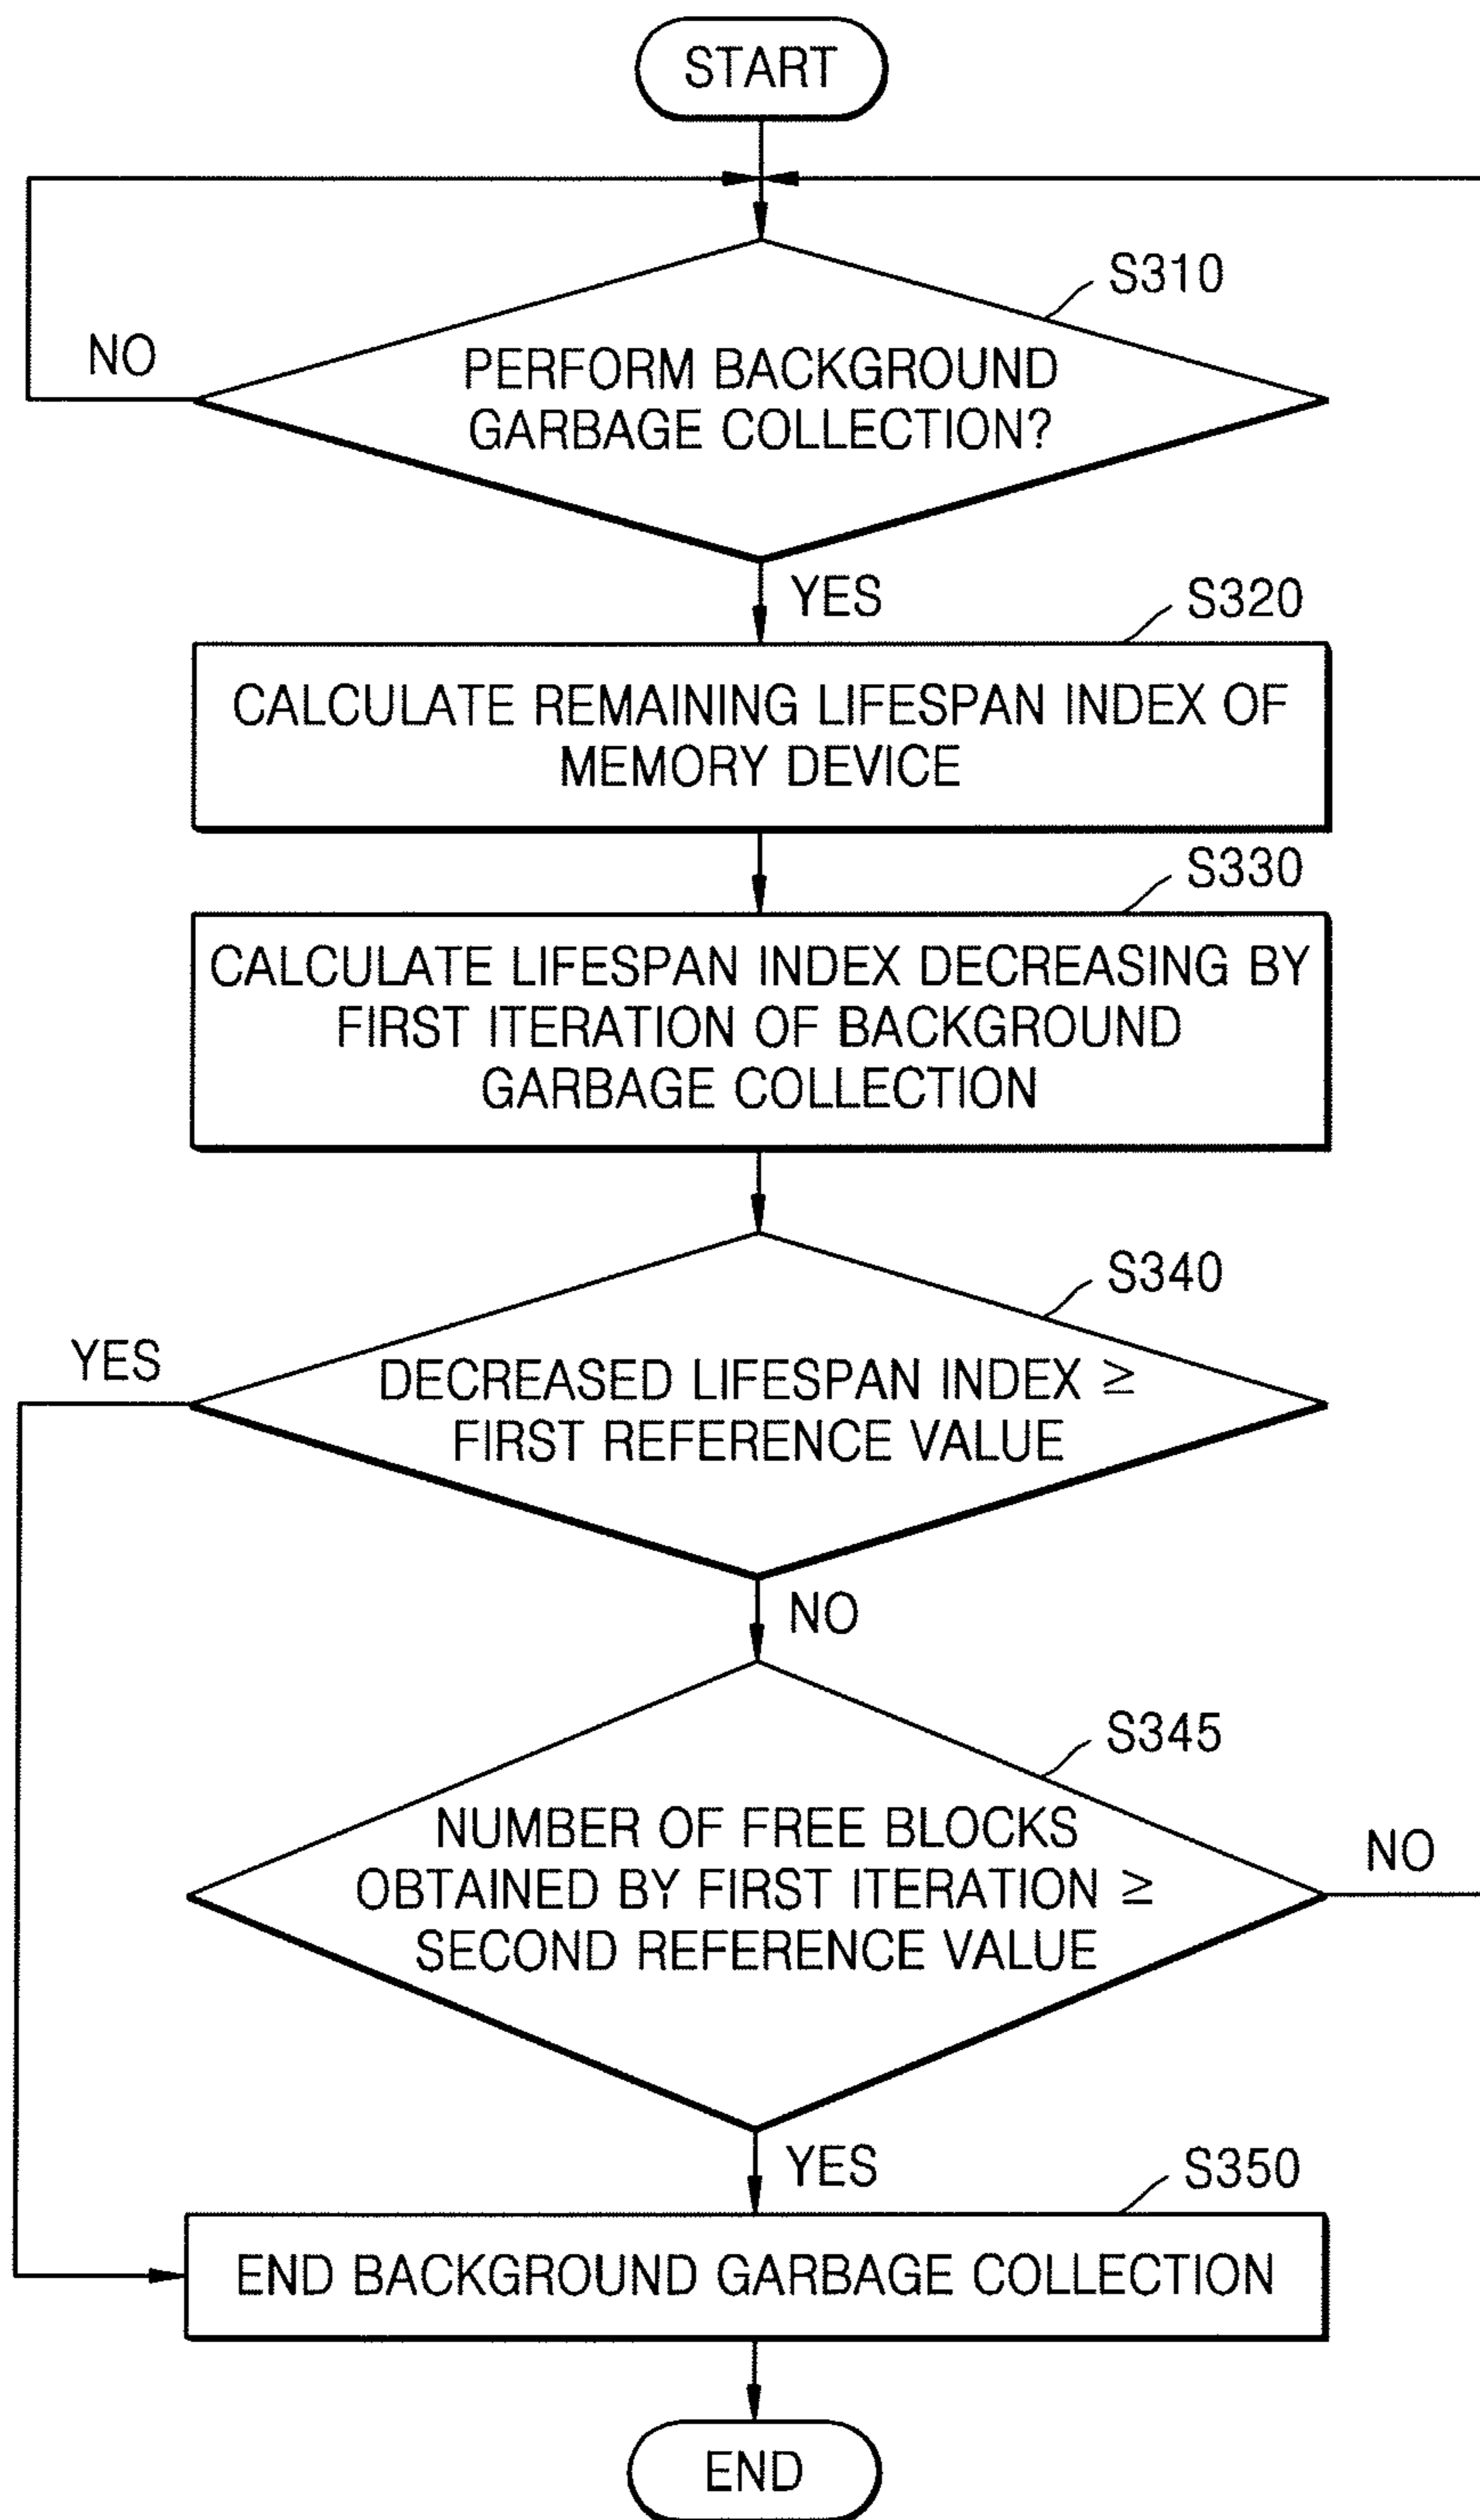 START
S310
NO
PERFORM BACKGROUND
GARBAGE COLLECTION?
YES
S320
CALCULATE REMAINING LIFESPAN INDEX OF
MEMORY DEVICE
S330
CALCULATE LIFESPAN INDEX DECREASING BY
FIRST ITERATION OF BACKGROUND
GARBAGE COLLECTION
S340
YES
DECREASED LIFESPAN INDEX ≥
FIRST REFERENCE VALUE
NO
S345
NUMBER OF FREE BLOCKS
OBTAINED BY FIRST ITERATION ≥
SECOND REFERENCE VALUE
NO
YES
S350
END BACKGROUND GARBAGE COLLECTION
END